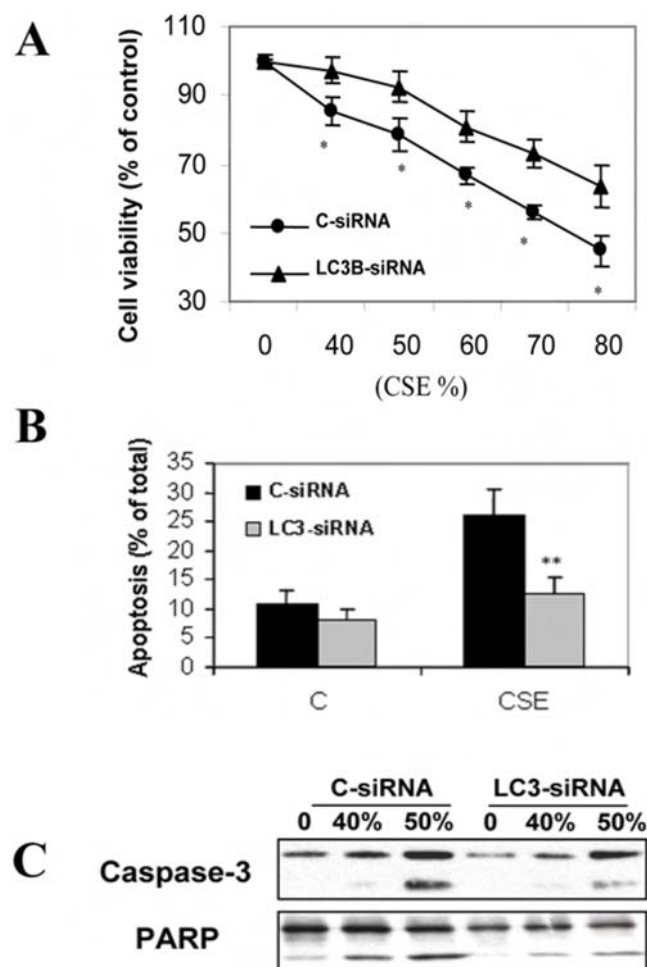 A
Cell viability (% of control)
110
90
70
50
30
* * * * *
C-siRNA
LC3B-siRNA
0 40 50 60 70 80
(CSE %)
B
Apoptosis (% of total)
35
30
25
20
15
10
5
0
C-siRNA
LC3-siRNA
**
C CSE
C
C-siRNA LC3-siRNA
0 40% 50% 0 40% 50%
Caspase-3
PARP